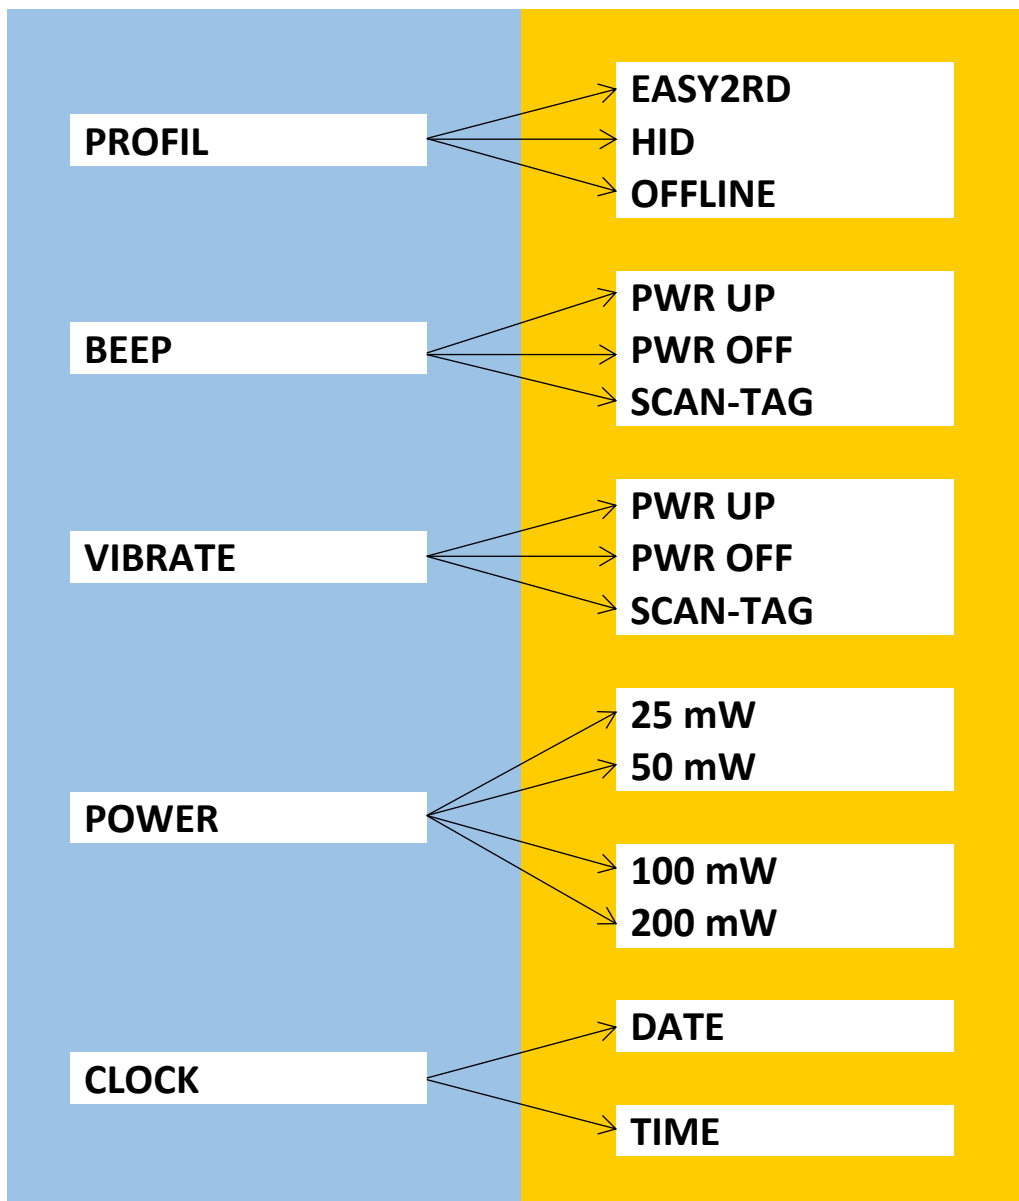 PROFIL
EASY2RD
HID
OFFLINE
BEEP
PWR UP
PWR OFF
SCAN-TAG
VIBRATE
PWR UP
PWR OFF
SCAN-TAG
POWER
25 mW
50 mW
100 mW
200 mW
CLOCK
DATE
TIME